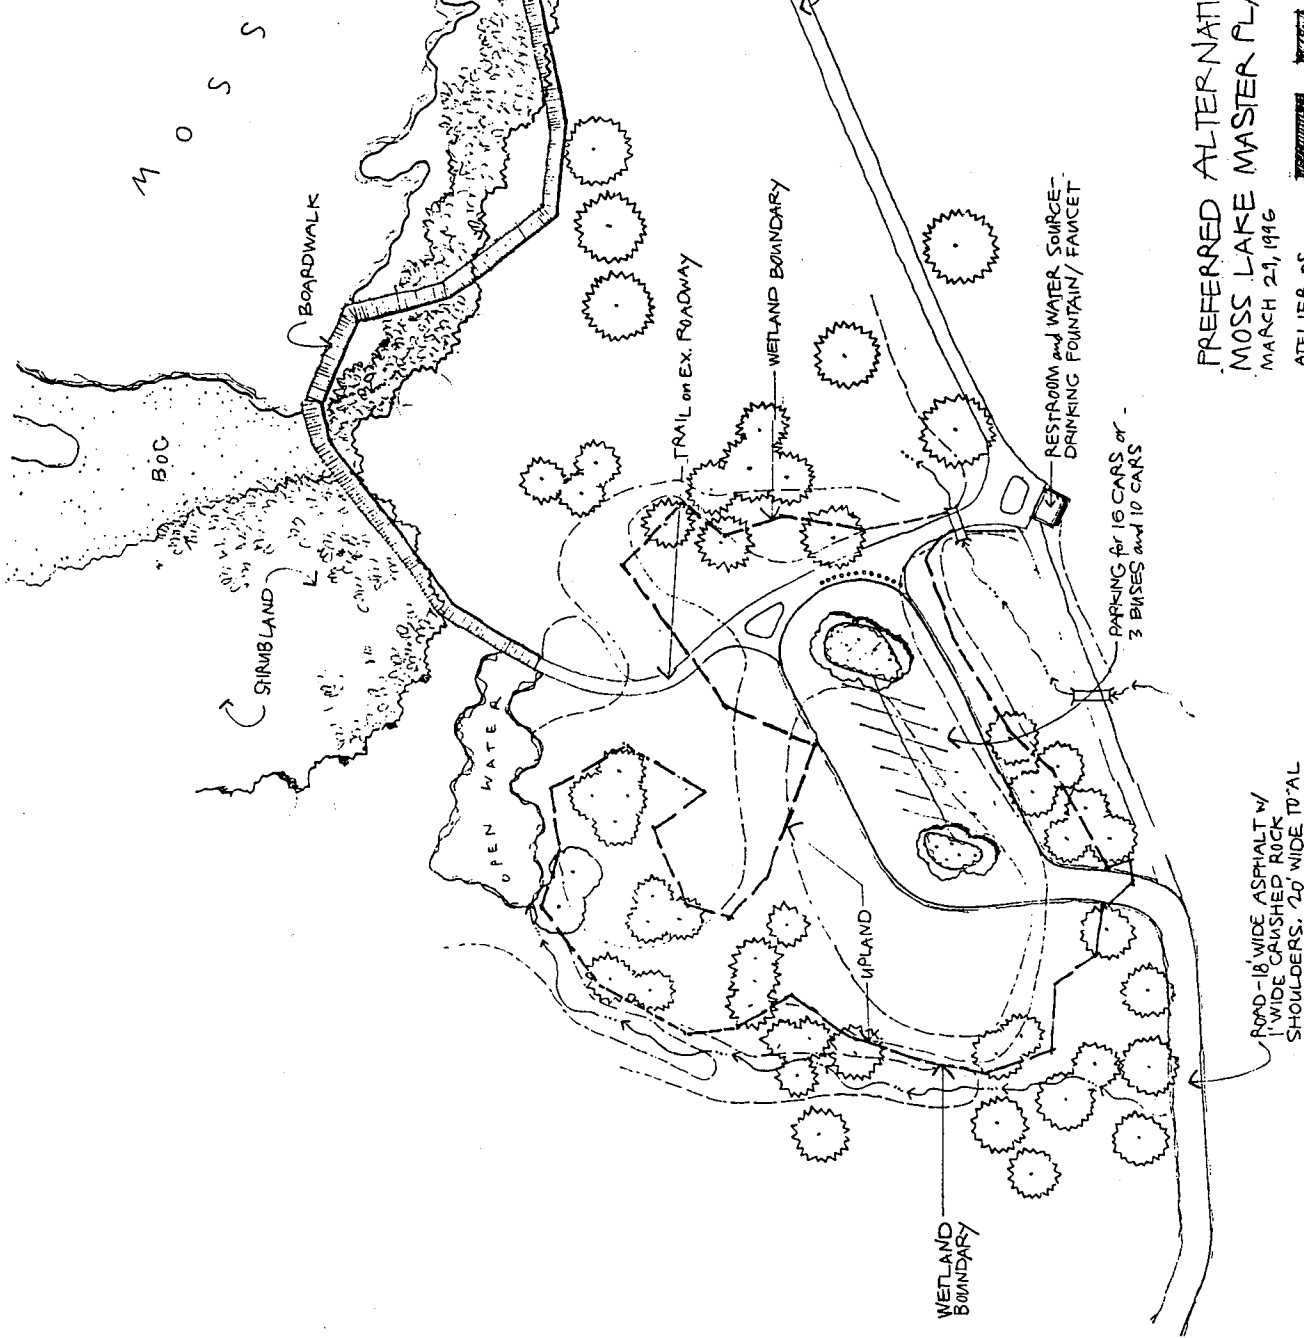 M O S S
BOARDWALK
BOG
SHRUBLAND
OPEN WATER
TRAIL on EX. ROADWAY
WETLAND BOUNDARY
RESTROOM and WATER SOURCE-
DRINKING FOUNTAIN/ FAUCET
PARKING for 16 CARS or -
3 BUSES and 10 CARS
UPLAND
WETLAND
BOUNDARY
ROAD-18' WIDE ASPHALT w/
1' WIDE CRUSHED ROCK
SHOULDERS. 20' WIDE TOTAL
PREFERRED ALTERNATI
MOSS LAKE MASTER PLA
MARCH 29, 1996
ATELIER PS